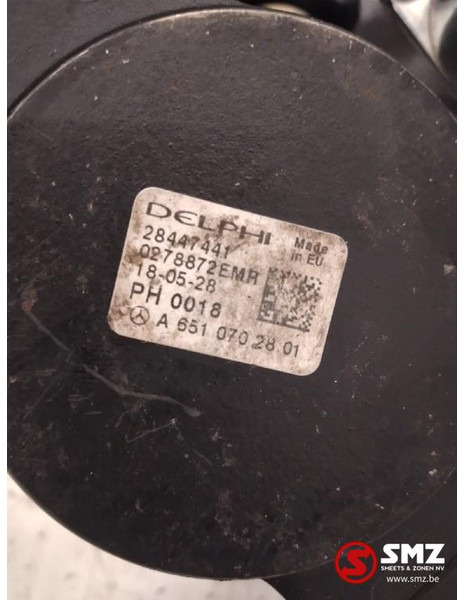 DELPHI
Made
in EU
28447441
0278872EMR
18-05-28
PH 0018
A 651 070 28 01
SMZ
SMEETS & ZONEN NV
www.smz.be